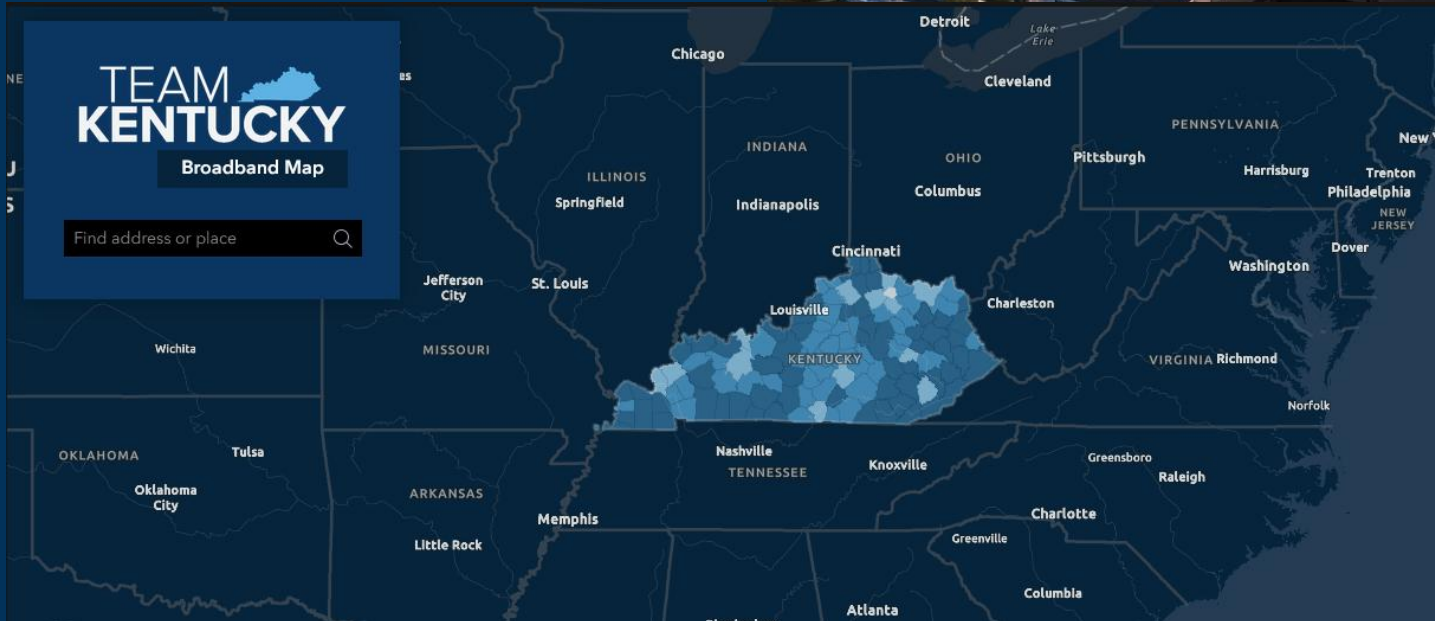 TEAM
KENTUCKY
Broadband Map
Find address or place
Detroit
Lake
Erie
Chicago
Cleveland
PENNSYLVANIA
New
INDIANA
OHIO
Pittsburgh
Harrisburg
Trenton
ILLINOIS
Columbus
Philadelphia
Springfield
Indianapolis
NEW
JERSEY
Cincinnati
Dover
Washington
Jefferson
City
St. Louis
Louisville
Charleston
Wichita
MISSOURI
KENTUCKY
VIRGINIA
Richmond
Norfolk
OKLAHOMA
Tulsa
Nashville
TENNESSEE
Knoxville
Greensboro
Raleigh
Oklahoma
City
ARKANSAS
Memphis
Charlotte
Little Rock
Greenville
Columbia
Atlanta